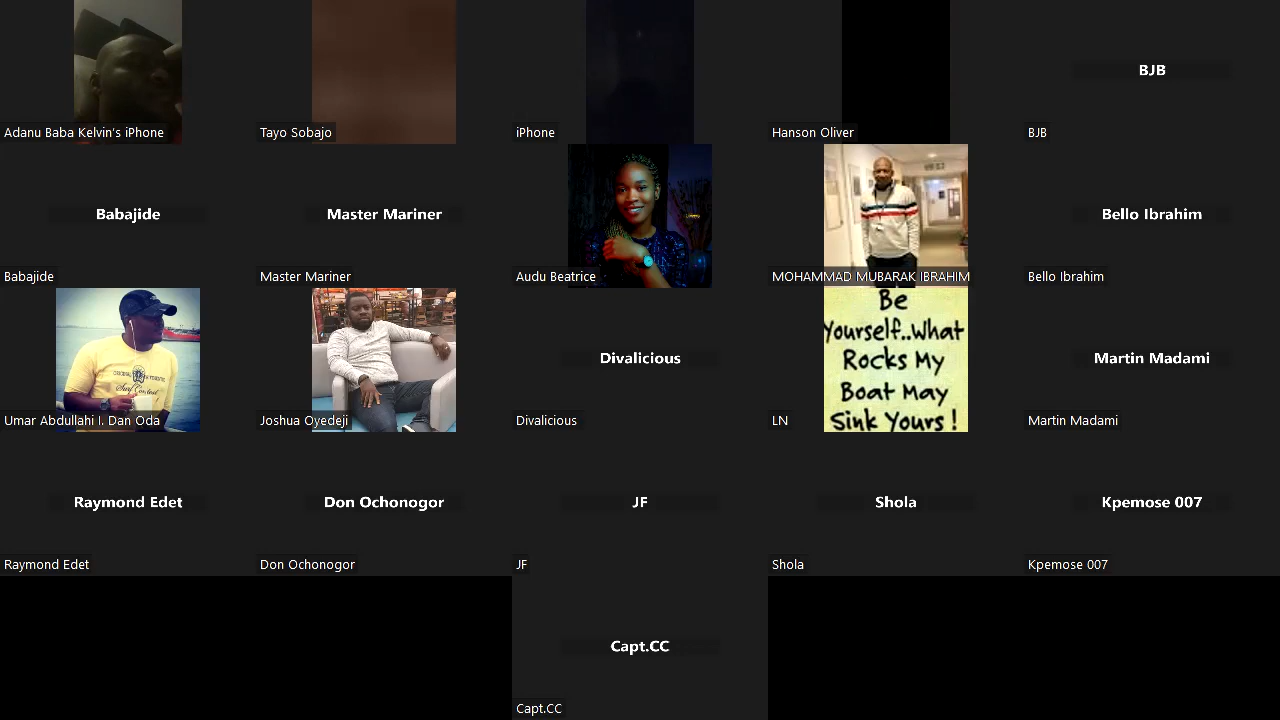 BJB
Adanu Baba Kelvin's iPhone
Tayo Sobajo
iPhone
Hanson Oliver
BJB
Babajide
Master Mariner
Bello Ibrahim
Babajide
Master Mariner
Audu Beatrice
MOHAMMAD MUBARAK IBRAHIM
Bello Ibrahim
Be
Yourself..What
Rocks My
Boat May
Sink Yours !
Divalicious
Martin Madami
Umar Abdullahi I. Dan Oda
Joshua Oyedeji
Divalicious
LN
Martin Madami
Raymond Edet
Don Ochonogor
JF
Shola
Kpemose 007
Raymond Edet
Don Ochonogor
JF
Shola
Kpemose 007
Capt.CC
Capt.CC